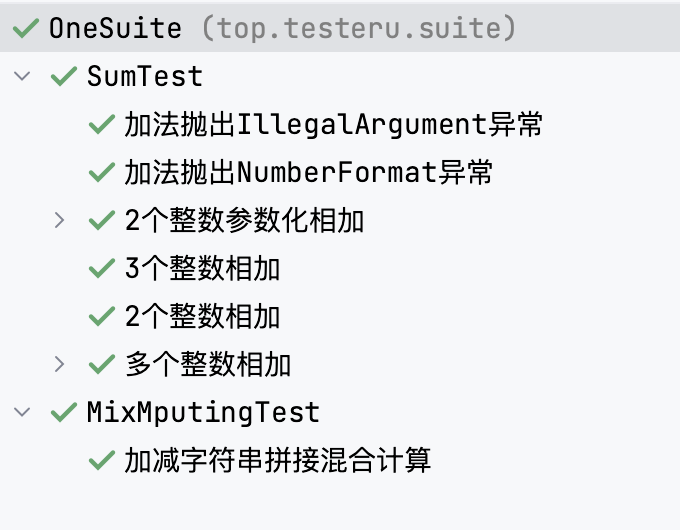 OneSuite (top.testeru.suite)
SumTest
加法抛出IllegalArgument异常
加法抛出NumberFormat异常
2个整数参数化相加
3个整数相加
2个整数相加
多个整数相加
MixMputingTest
加减字符串拼接混合计算